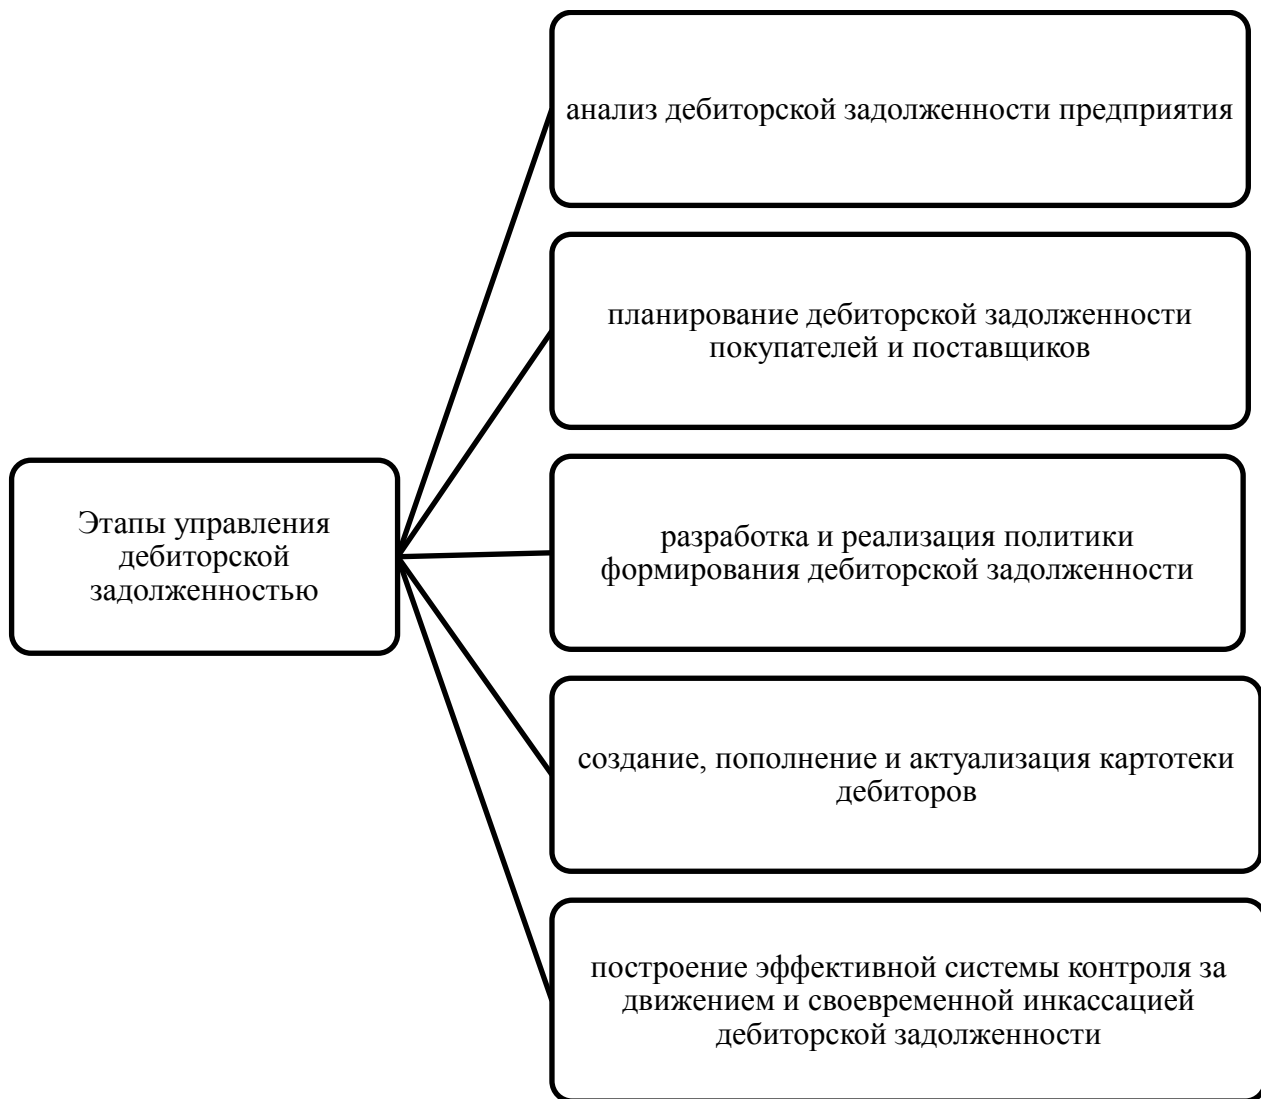 анализ дебиторской задолженности предприятия
планирование дебиторской задолженности
покупателей и поставщиков
Этапы управления
дебиторской
задолженностью
разработка и реализация политики
формирования дебиторской задолженности
создание, пополнение и актуализация картотеки
дебиторов
построение эффективной системы контроля за
движением и своевременной инкассацией
дебиторской задолженности